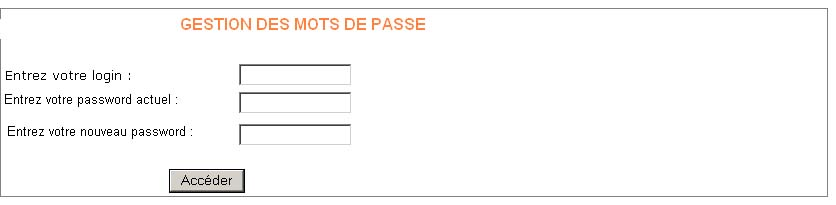 GESTION DES MOTS DE PASSE
Entrez votre login :
Entrez votre password actuel :
Entrez votre nouveau password :
Accéder